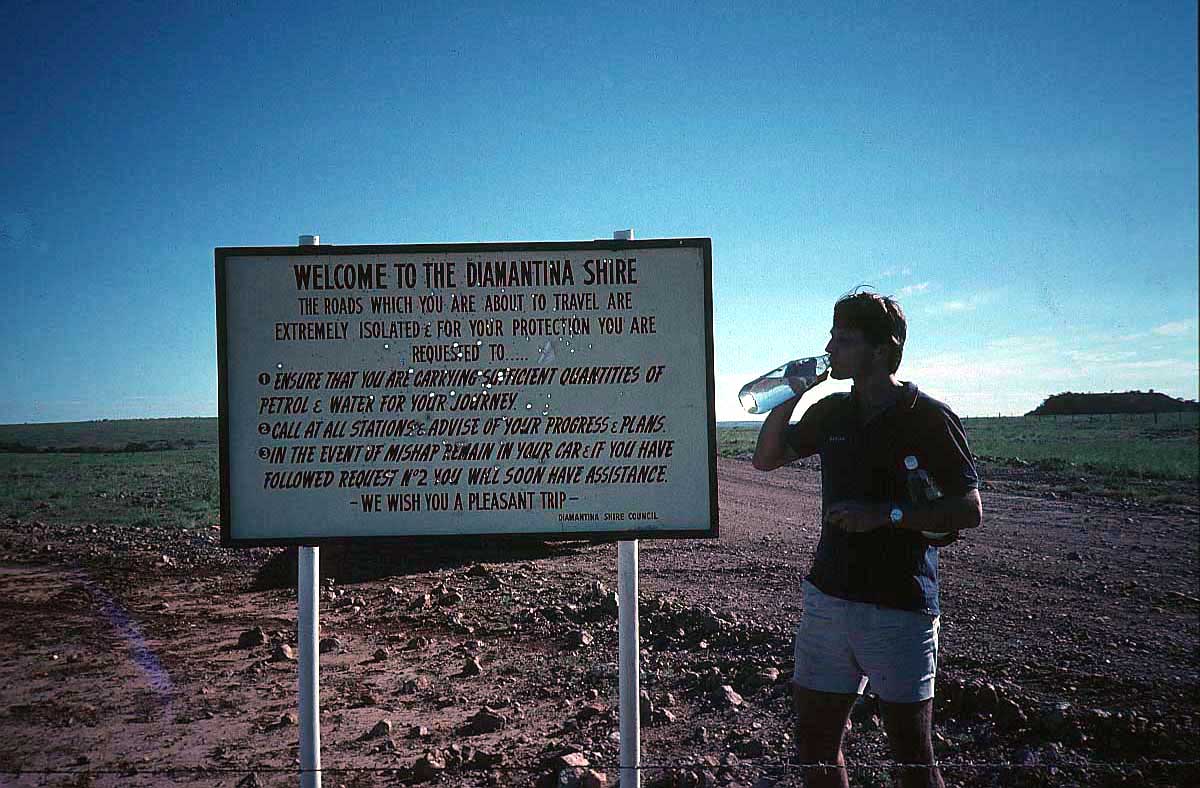 WELCOME TO THE DIAMANTINA SHIRE
THE ROADS WHICH YOU ARE ABOUT TO TRAVEL ARE
EXTREMELY ISOLATED & FOR YOUR PROTECTION YOU ARE
REQUESTED TO.....
1 ENSURE THAT YOU ARE CARRYING SUFFICIENT QUANTITIES OF
PETROL & WATER FOR YOUR JOURNEY.
2 CALL AT ALL STATIONS & ADVISE OF YOUR PROGRESS & PLANS.
3 IN THE EVENT OF MISHAP REMAIN IN YOUR CAR & IF YOU HAVE
FOLLOWED REQUEST Nº2 YOU WILL SOON HAVE ASSISTANCE.
- WE WISH YOU A PLEASANT TRIP -
DIAMANTINA SHIRE COUNCIL